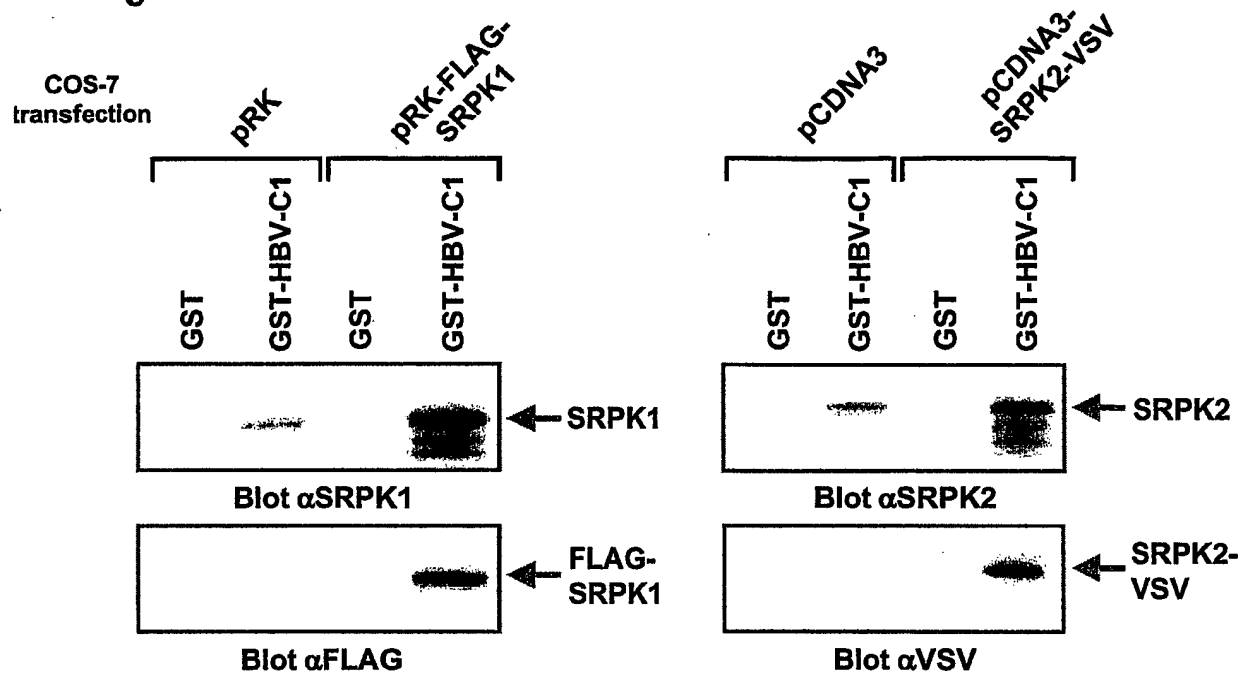 COS-7
transfection
pRK
pRK-FLAG-
SRPK1
pCDNA3
pCDNA3-
SRPK2-VSV
GST
GST-HBV-C1
GST
GST-HBV-C1
GST
GST-HBV-C1
GST
GST-HBV-C1
SRPK1
SRPK2
Blot αSRPK1
Blot αSRPK2
FLAG-
SRPK1
SRPK2-
VSV
Blot αFLAG
Blot αVSV